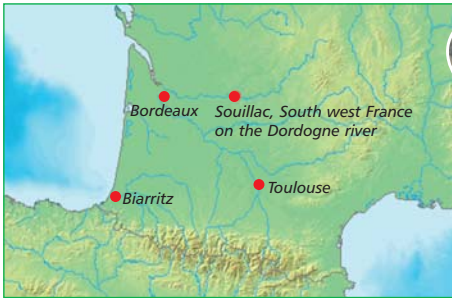 Bordeaux
Souillac, South west France
on the Dordogne river
Toulouse
Biarritz